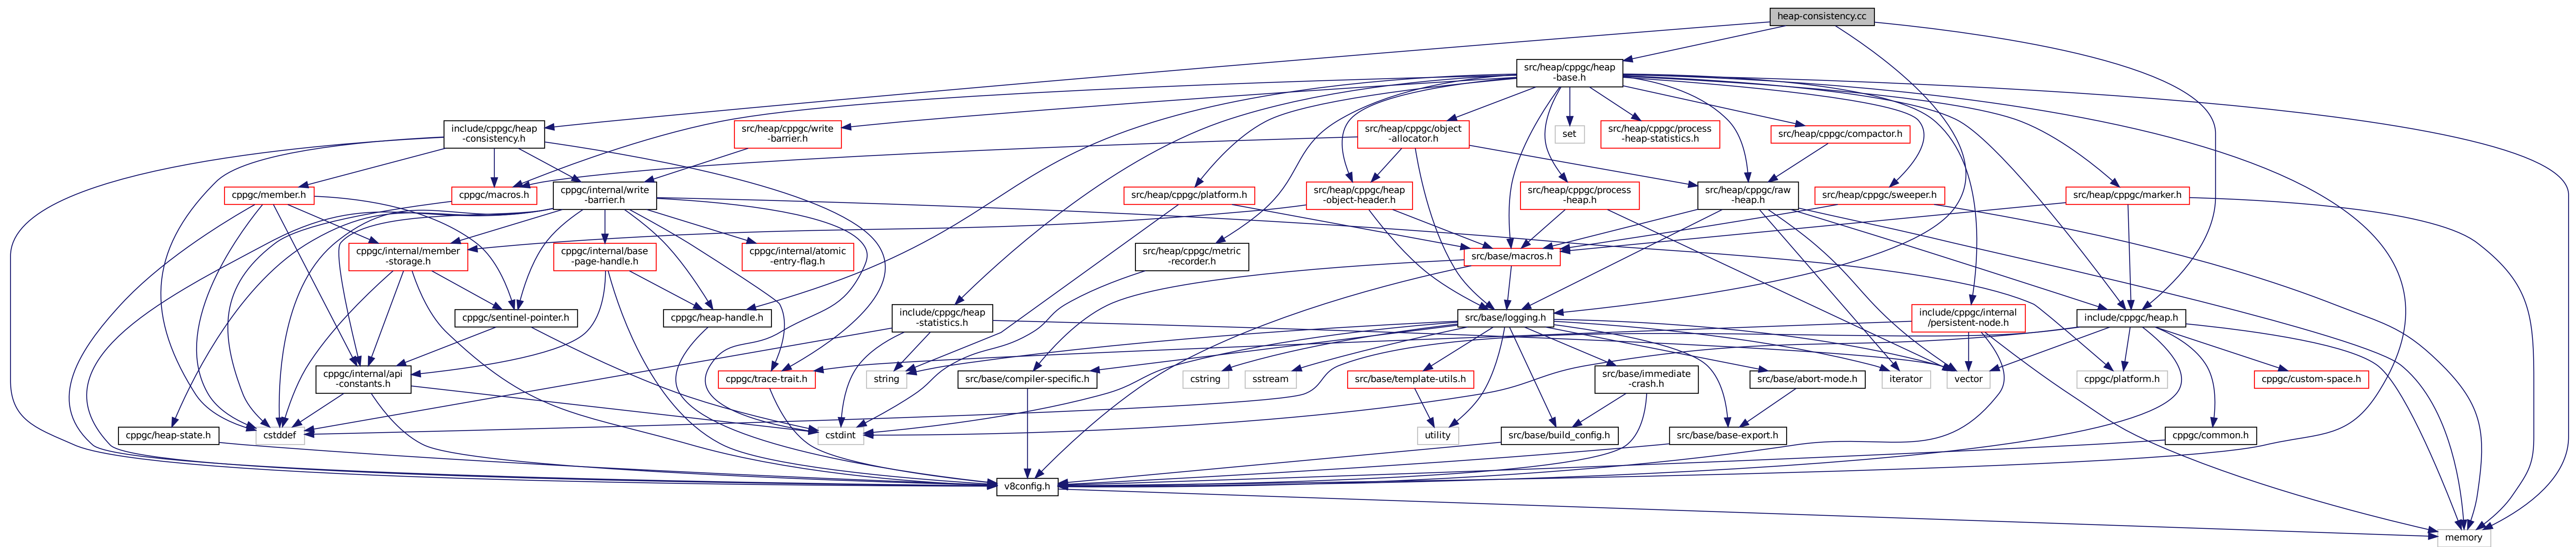 heap-consistency.cc
src/heap/cppgc/heap
-base.h
include/cppgc/heap
-consistency.h
src/heap/cppgc/write
-barrier.h
src/heap/cppgc/object
-allocator.h
set
src/heap/cppgc/process
-heap-statistics.h
src/heap/cppgc/compactor.h
cppgc/member.h
cppgc/macros.h
cppgc/internal/write
-barrier.h
src/heap/cppgc/platform.h
src/heap/cppgc/heap
-object-header.h
src/heap/cppgc/process
-heap.h
src/heap/cppgc/raw
-heap.h
src/heap/cppgc/sweeper.h
src/heap/cppgc/marker.h
cppgc/internal/member
-storage.h
cppgc/internal/base
-page-handle.h
cppgc/internal/atomic
-entry-flag.h
src/heap/cppgc/metric
-recorder.h
src/base/macros.h
cppgc/sentinel-pointer.h
cppgc/heap-handle.h
include/cppgc/heap
-statistics.h
src/base/logging.h
include/cppgc/internal
/persistent-node.h
include/cppgc/heap.h
cppgc/internal/api
-constants.h
cppgc/trace-trait.h
string
src/base/compiler-specific.h
cstring
sstream
src/base/template-utils.h
src/base/immediate
-crash.h
src/base/abort-mode.h
iterator
vector
cppgc/platform.h
cppgc/custom-space.h
cppgc/heap-state.h
cstddef
cstdint
utility
src/base/build_config.h
src/base/base-export.h
cppgc/common.h
v8config.h
memory